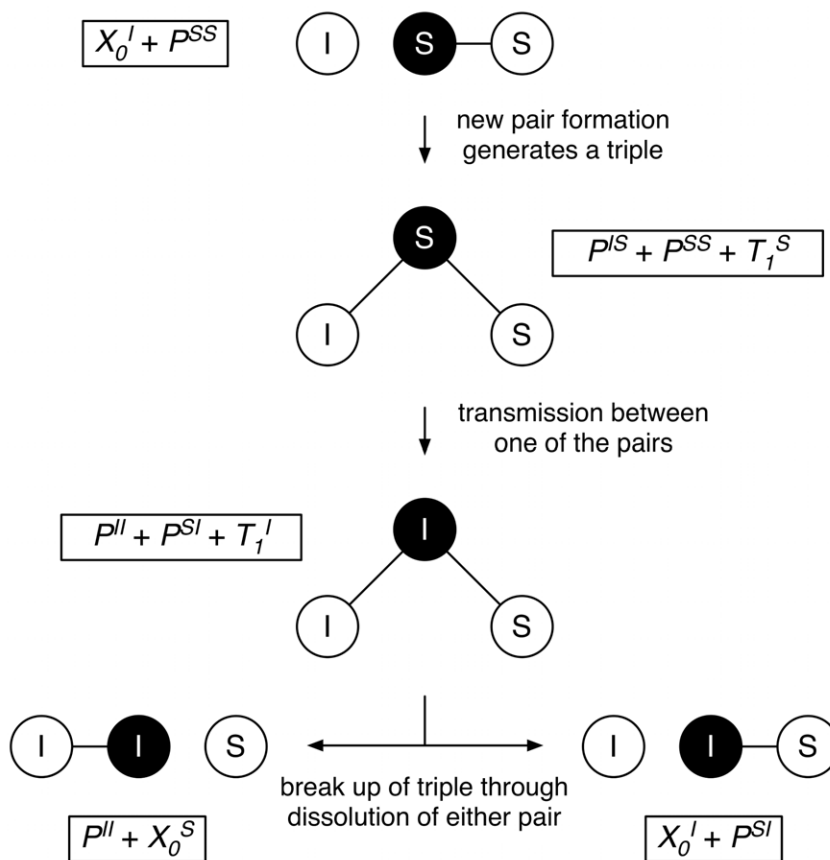 X₀ᴵ + Pˢˢ I S S
new pair formation
generates a triple
S
Pᴵˢ + Pˢˢ + T₁ˢ
I S
transmission between
one of the pairs
Pᴵᴵ + Pˢᴵ + T₁ᴵ
I
I S
I I S I I S
break up of triple through
dissolution of either pair
Pᴵᴵ + X₀ˢ X₀ᴵ + Pˢᴵ